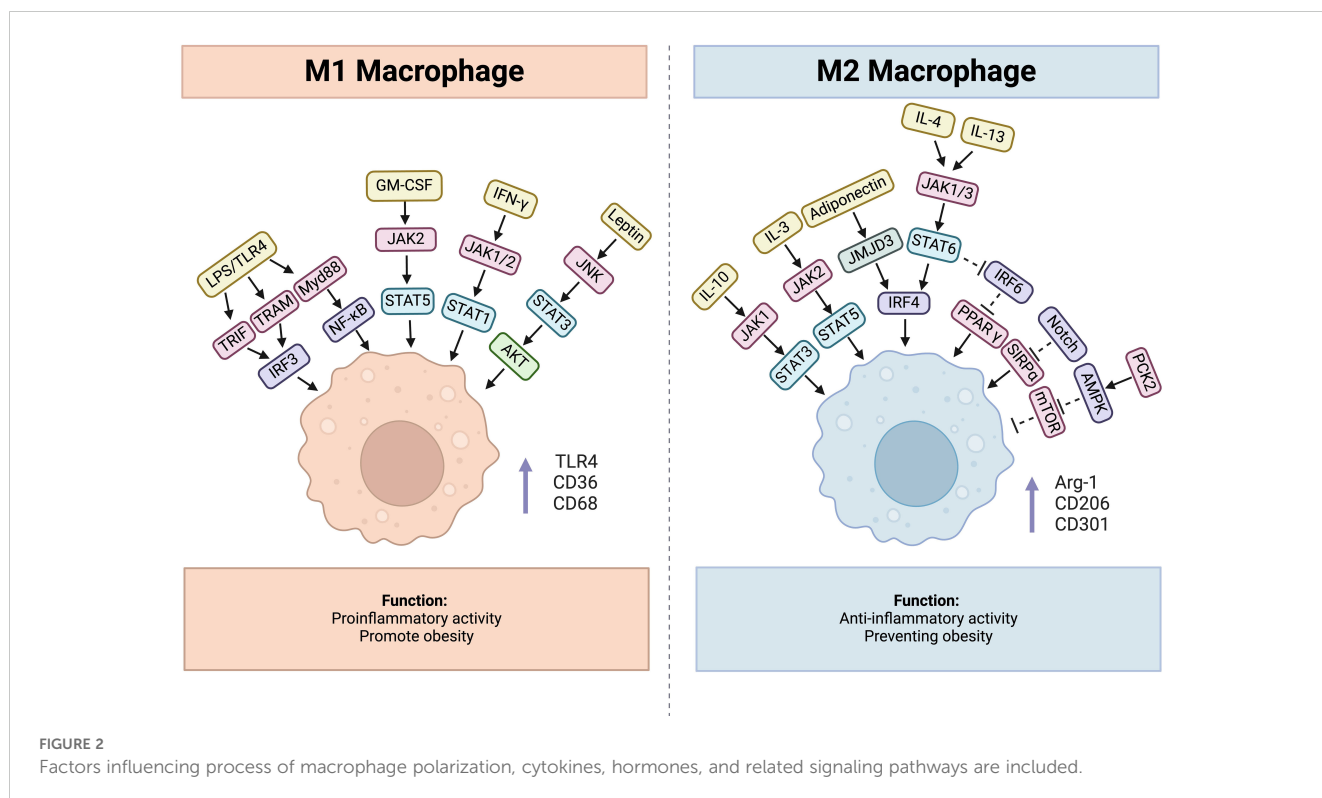 M1 Macrophage
GM-CSF
IFN-γ
Leptin
LPS/TLR4
JAK2
JAK1/2
JNK
Myd88
TRAM
TRIF
NF-κB
STAT5
STAT1
STAT3
IRF3
AKT
TLR4
CD36
CD68
Function:
Proinflammatory activity
Promote obesity
M2 Macrophage
IL-4
IL-13
JAK1/3
Adiponectin
IL-3
STAT6
JMJD3
IL-10
JAK2
IRF6
IRF4
JAK1
STAT5
PPAR γ
Notch
STAT3
SIRPα
PCK2
AMPK
mTOR
Arg-1
CD206
CD301
Function:
Anti-inflammatory activity
Preventing obesity
FIGURE 2
Factors influencing process of macrophage polarization, cytokines, hormones, and related signaling pathways are included.